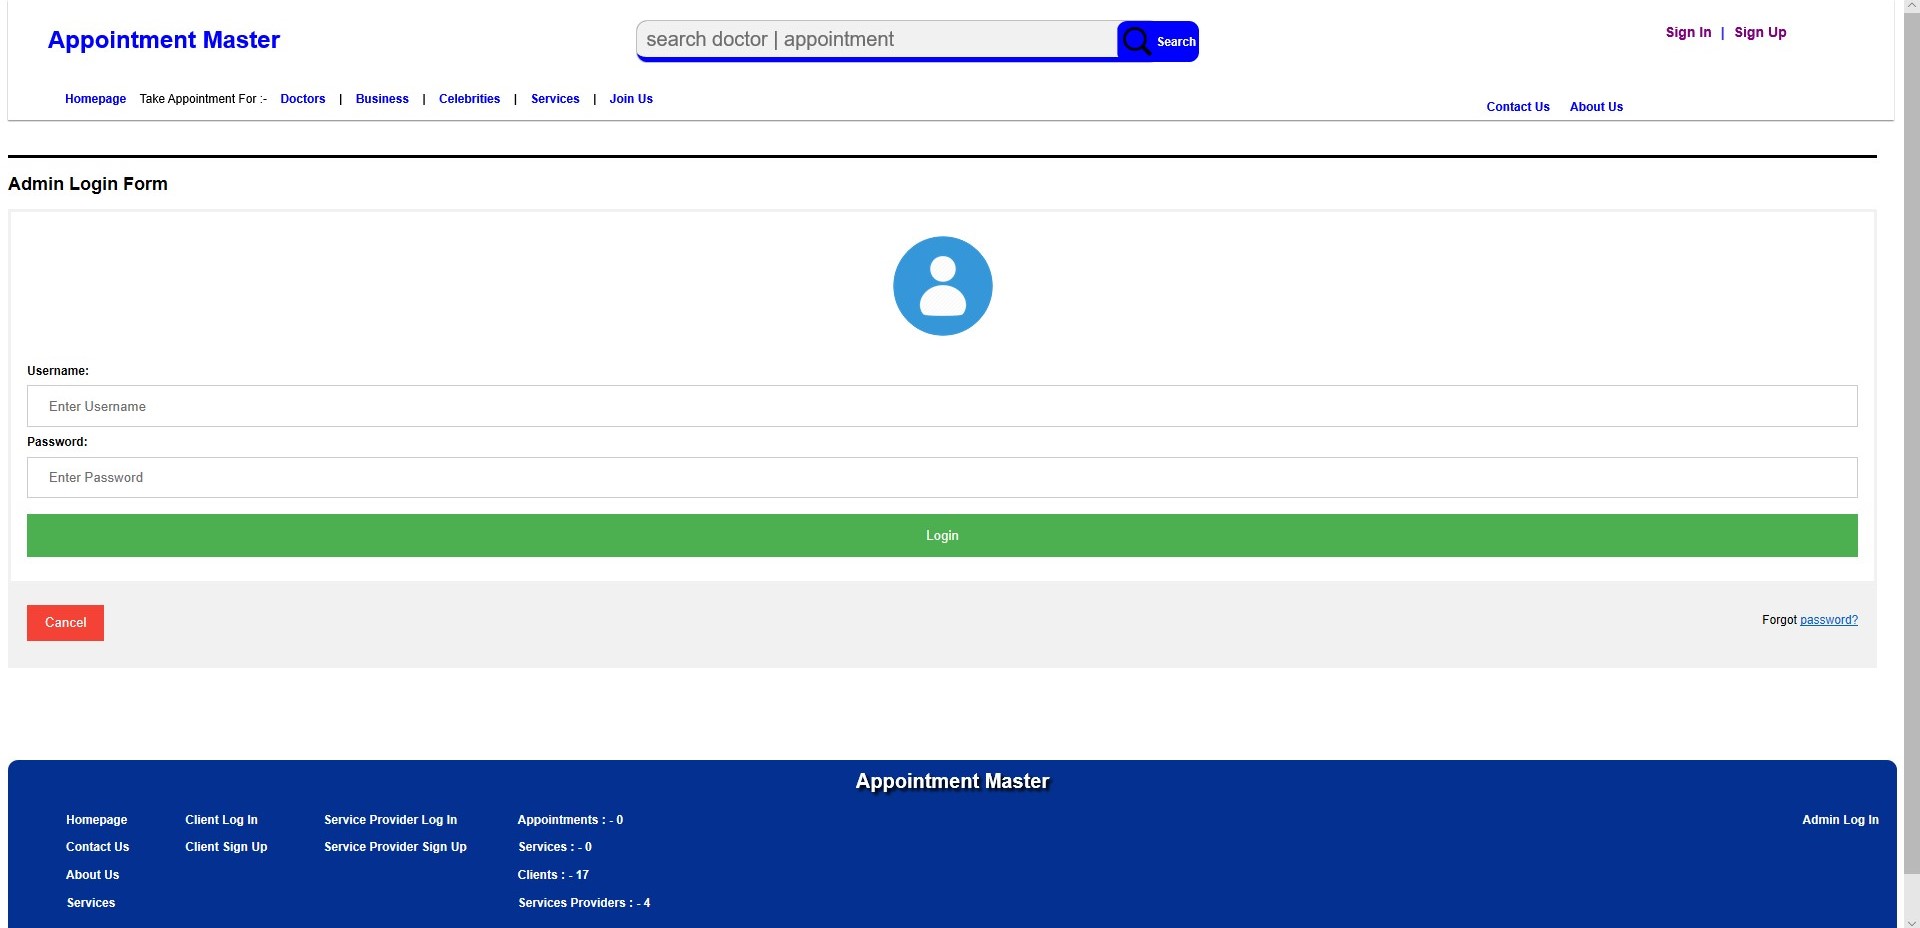 Appointment Master
search doctor | appointment
Search
Sign In | Sign Up
Homepage Take Appointment For :- Doctors | Business | Celebrities | Services | Join Us
Contact Us About Us
Admin Login Form
Username:
Enter Username
Password:
Enter Password
Login
Cancel
Forgot password?
Appointment Master
Homepage Client Log In Service Provider Log In Appointments : - 0 Admin Log In
Contact Us Client Sign Up Service Provider Sign Up Services : - 0
About Us Clients : - 17
Services Services Providers : - 4